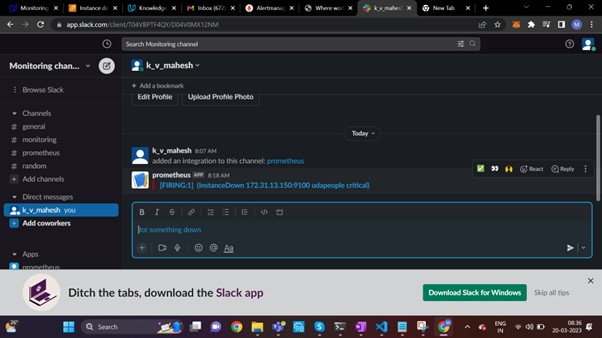 Monitoring
Instance do
Knowledge
Inbox (672)
Alertmanag
Where wor
k_v_mahesh
New Tab
app.slack.com/client/T04VBPTF4QY/D04V0MX12NM
Search Monitoring channel
Monitoring chan...
k_v_mahesh
Browse Slack
Add a bookmark
Edit Profile
Upload Profile Photo
Channels
general
monitoring
prometheus
random
Add channels
Today
k_v_mahesh 8:07 AM
added an integration to this channel: prometheus
prometheus APP 8:18 AM
React
Reply
[FIRING:1] (InstanceDown 172.31.13.150:9100 udapeople critical)
Direct messages
k_v_mahesh you
Add coworkers
Apps
prometheus
B I S
Jot something down
Aa
Ditch the tabs, download the Slack app
Download Slack for Windows
Skip all tips
26°
Search
ENG
IN
08:36
20-03-2023